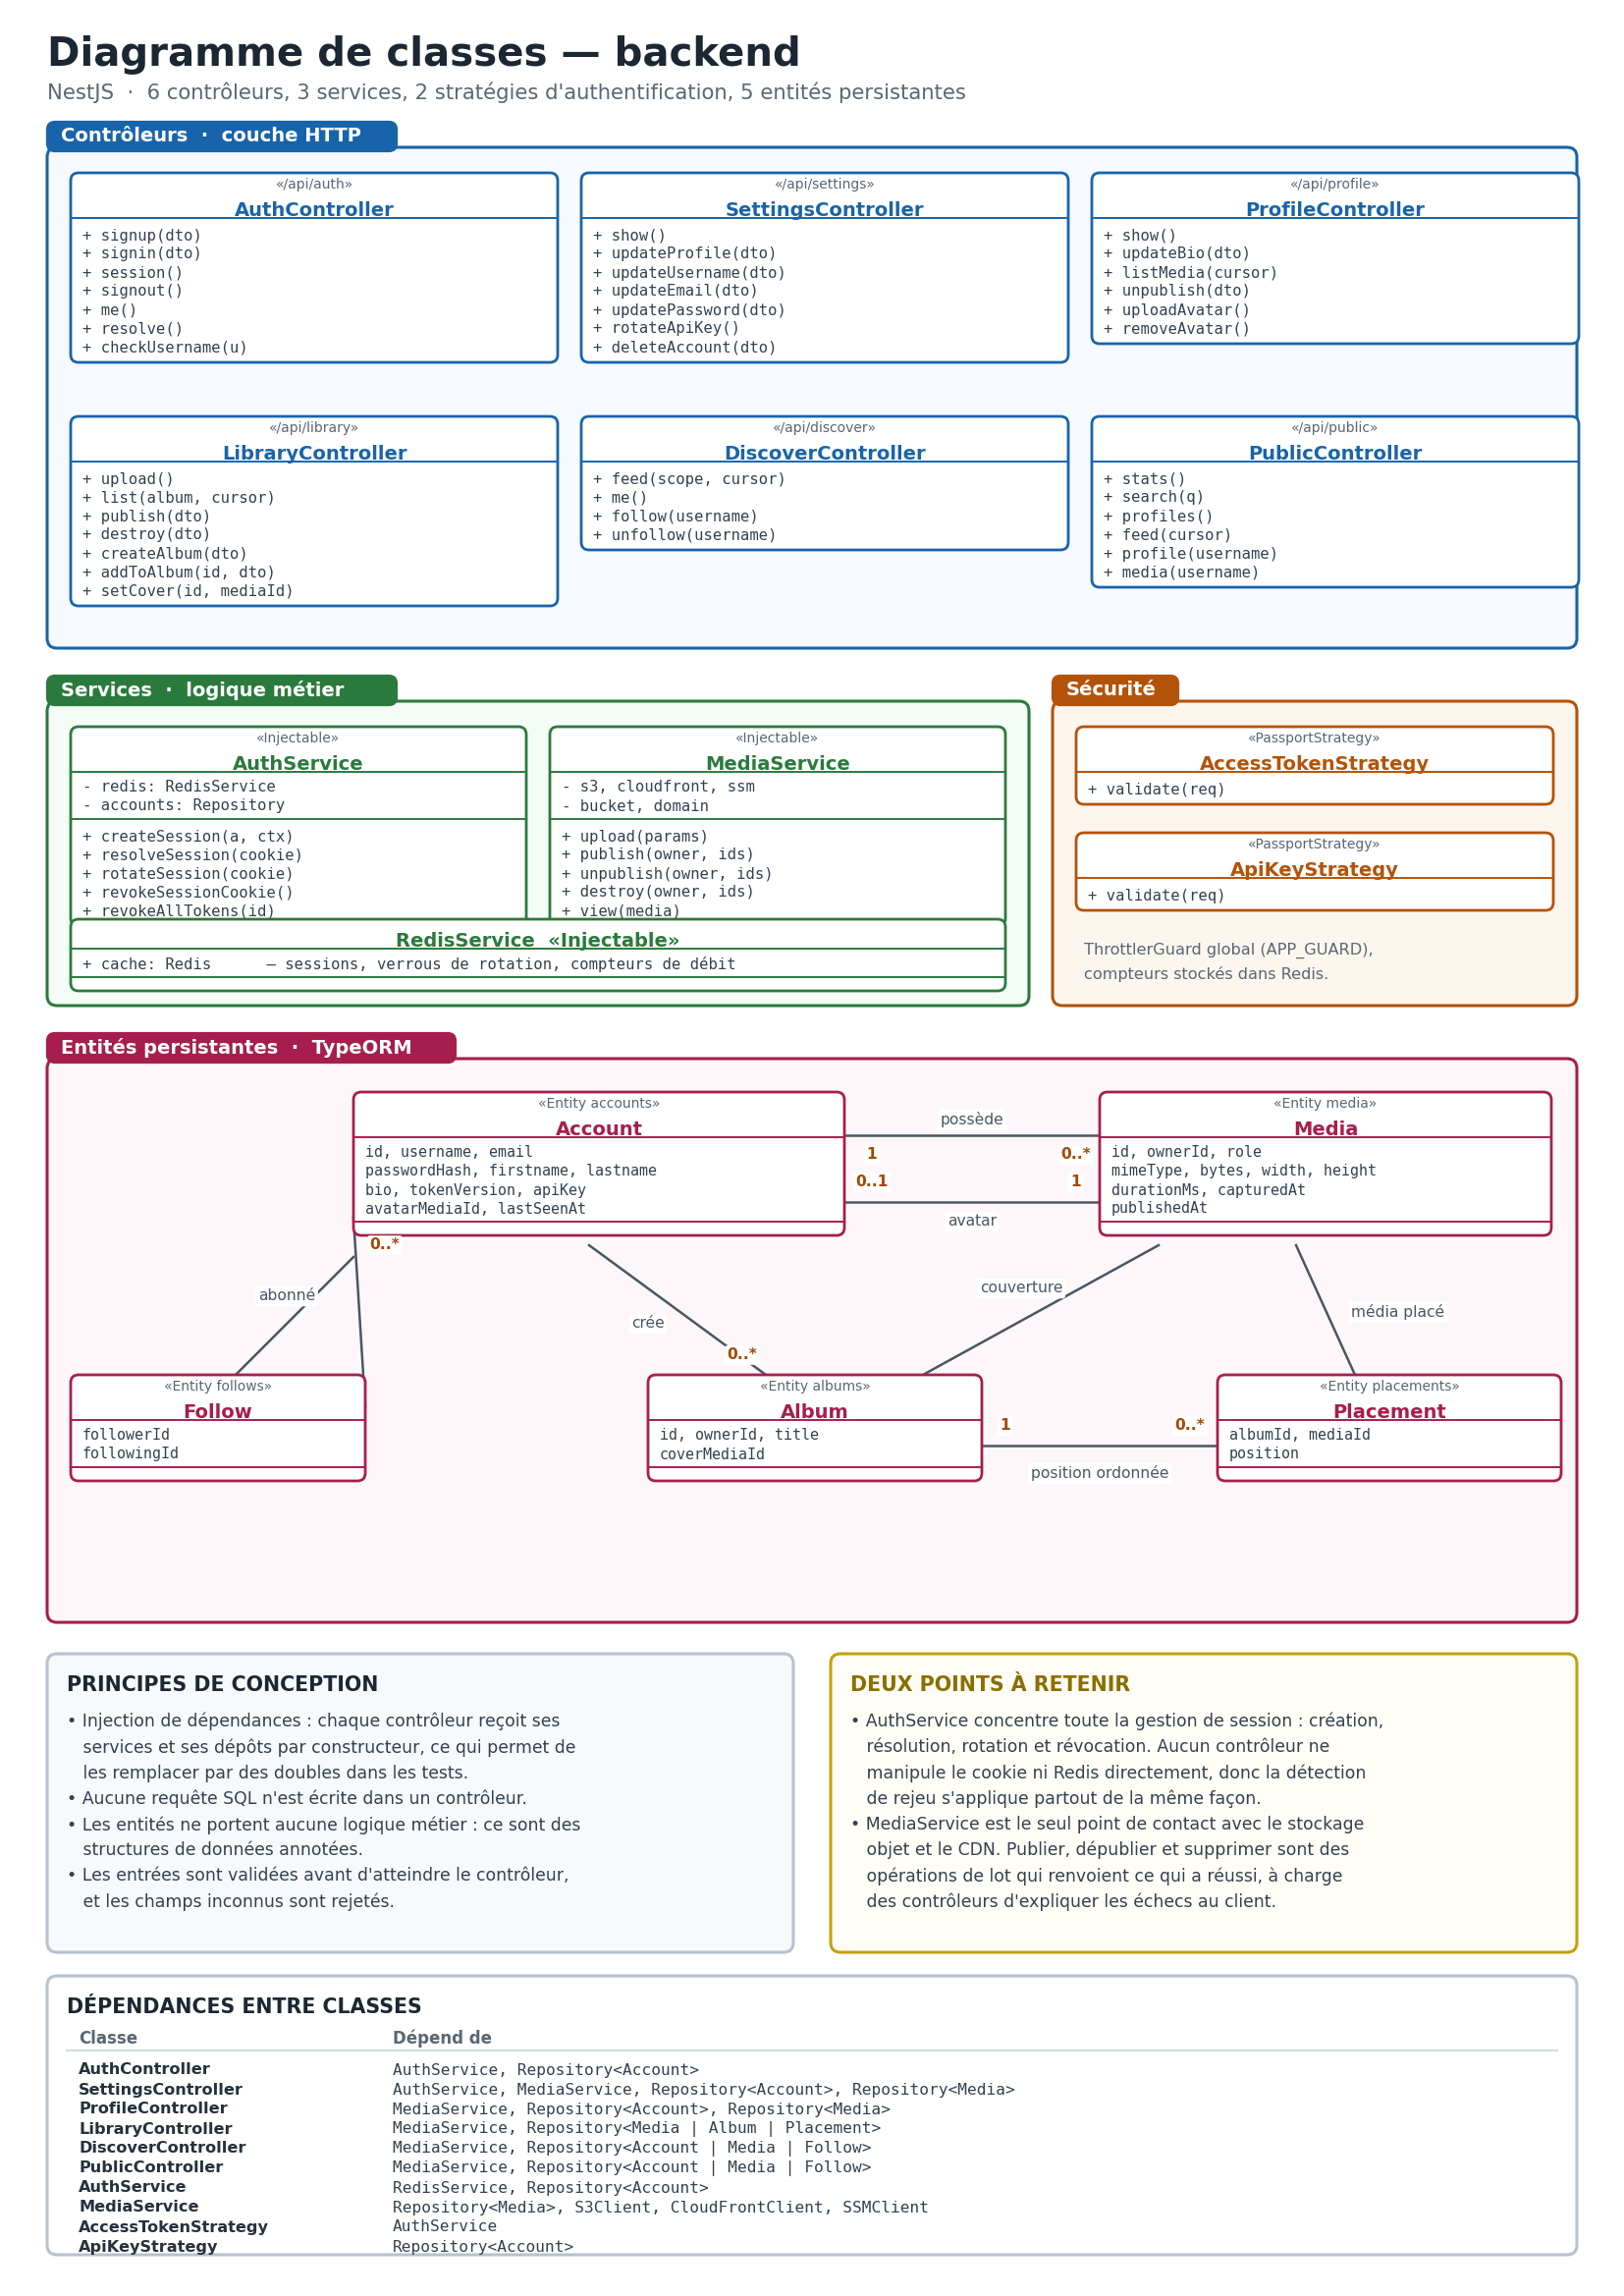 Diagramme de classes — backend
NestJS · 6 contrôleurs, 3 services, 2 stratégies d'authentification, 5 entités persistantes
Contrôleurs · couche HTTP
«/api/auth»
AuthController
+ signup(dto)
+ signin(dto)
+ session()
+ signout()
+ me()
+ resolve()
+ checkUsername(u)
«/api/settings»
SettingsController
+ show()
+ updateProfile(dto)
+ updateUsername(dto)
+ updateEmail(dto)
+ updatePassword(dto)
+ rotateApiKey()
+ deleteAccount(dto)
«/api/profile»
ProfileController
+ show()
+ updateBio(dto)
+ listMedia(cursor)
+ unpublish(dto)
+ uploadAvatar()
+ removeAvatar()
«/api/library»
LibraryController
+ upload()
+ list(album, cursor)
+ publish(dto)
+ destroy(dto)
+ createAlbum(dto)
+ addToAlbum(id, dto)
+ setCover(id, mediaId)
«/api/discover»
DiscoverController
+ feed(scope, cursor)
+ me()
+ follow(username)
+ unfollow(username)
«/api/public»
PublicController
+ stats()
+ search(q)
+ profiles()
+ feed(cursor)
+ profile(username)
+ media(username)
Services · logique métier
«Injectable»
AuthService
- redis: RedisService
- accounts: Repository
+ createSession(a, ctx)
+ resolveSession(cookie)
+ rotateSession(cookie)
+ revokeSessionCookie()
+ revokeAllTokens(id)
«Injectable»
MediaService
- s3, cloudfront, ssm
- bucket, domain
+ upload(params)
+ publish(owner, ids)
+ unpublish(owner, ids)
+ destroy(owner, ids)
+ view(media)
RedisService «Injectable»
+ cache: Redis — sessions, verrous de rotation, compteurs de débit
Sécurité
«PassportStrategy»
AccessTokenStrategy
+ validate(req)
«PassportStrategy»
ApiKeyStrategy
+ validate(req)
ThrottlerGuard global (APP_GUARD),
compteurs stockés dans Redis.
Entités persistantes · TypeORM
«Entity accounts»
Account
id, username, email
passwordHash, firstname, lastname
bio, tokenVersion, apiKey
avatarMediaId, lastSeenAt
possède
1
0..*
0..1
1
avatar
«Entity media»
Media
id, ownerId, role
mimeType, bytes, width, height
durationMs, capturedAt
publishedAt
0..*
abonné
crée
0..*
couverture
média placé
«Entity follows»
Follow
followerId
followingId
«Entity albums»
Album
id, ownerId, title
coverMediaId
1
0..*
position ordonnée
«Entity placements»
Placement
albumId, mediaId
position
PRINCIPES DE CONCEPTION
• Injection de dépendances : chaque contrôleur reçoit ses
services et ses dépôts par constructeur, ce qui permet de
les remplacer par des doubles dans les tests.
• Aucune requête SQL n'est écrite dans un contrôleur.
• Les entités ne portent aucune logique métier : ce sont des
structures de données annotées.
• Les entrées sont validées avant d'atteindre le contrôleur,
et les champs inconnus sont rejetés.
DEUX POINTS À RETENIR
• AuthService concentre toute la gestion de session : création,
résolution, rotation et révocation. Aucun contrôleur ne
manipule le cookie ni Redis directement, donc la détection
de rejeu s'applique partout de la même façon.
• MediaService est le seul point de contact avec le stockage
objet et le CDN. Publier, dépublier et supprimer sont des
opérations de lot qui renvoient ce qui a réussi, à charge
des contrôleurs d'expliquer les échecs au client.
DÉPENDANCES ENTRE CLASSES
Classe Dépend de
AuthController AuthService, Repository<Account>
SettingsController AuthService, MediaService, Repository<Account>, Repository<Media>
ProfileController MediaService, Repository<Account>, Repository<Media>
LibraryController MediaService, Repository<Media | Album | Placement>
DiscoverController MediaService, Repository<Account | Media | Follow>
PublicController MediaService, Repository<Account | Media | Follow>
AuthService RedisService, Repository<Account>
MediaService Repository<Media>, S3Client, CloudFrontClient, SSMClient
AccessTokenStrategy AuthService
ApiKeyStrategy Repository<Account>